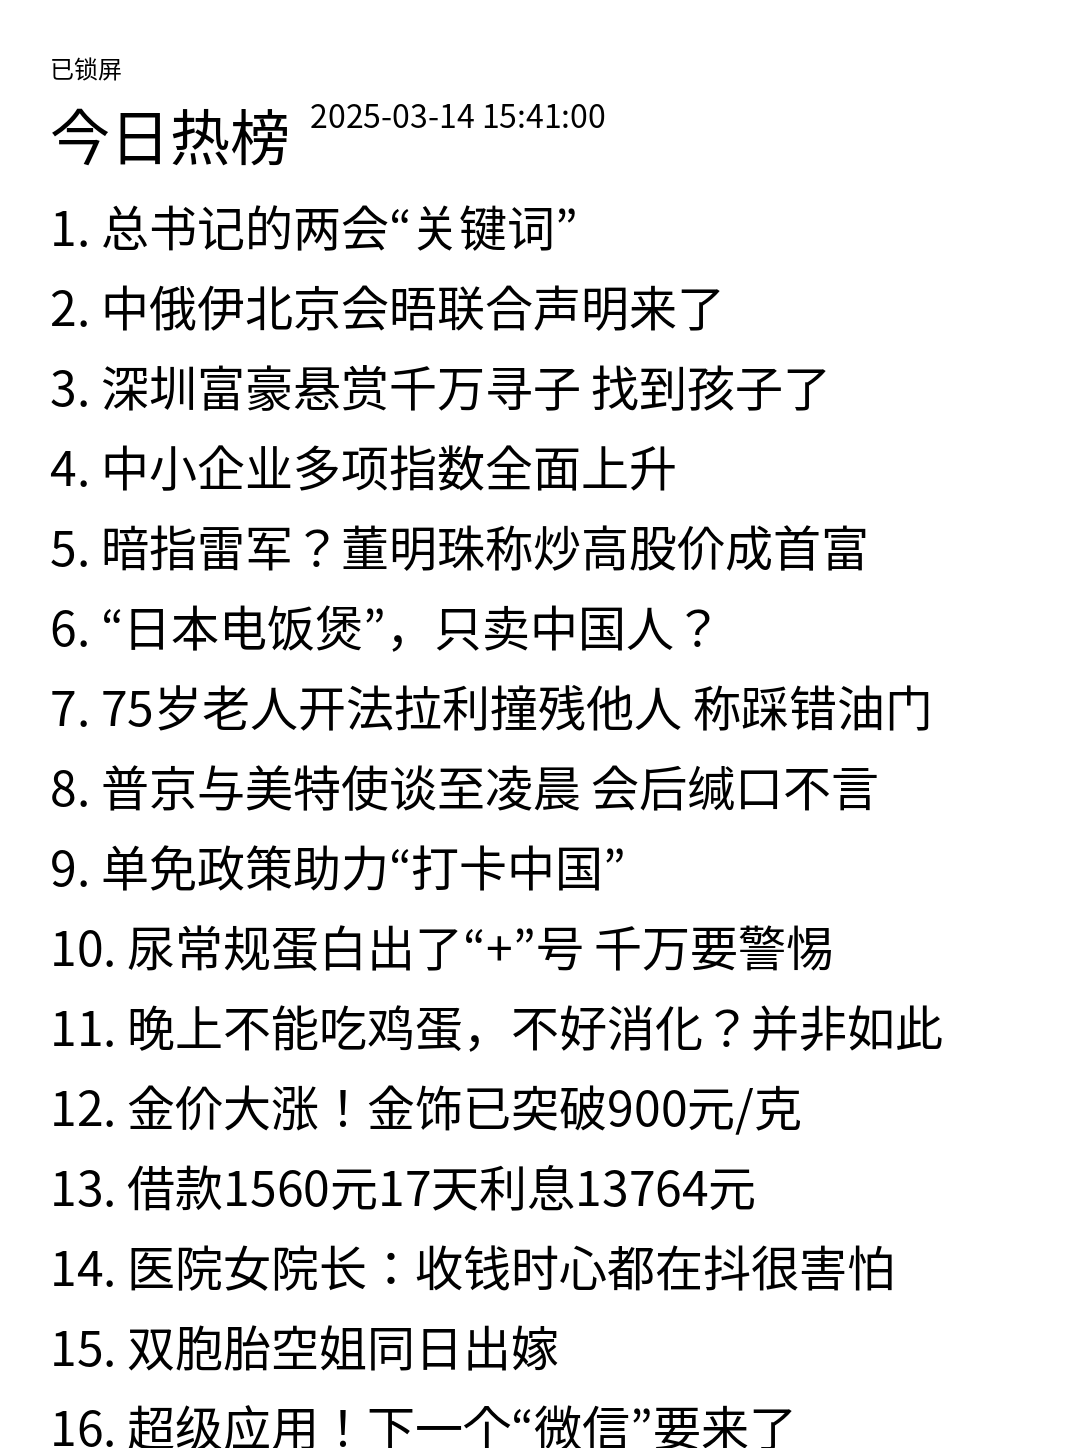 已锁屏
今日热榜 2025-03-14 15:41:00
1. 总书记的两会“关键词”
2. 中俄伊北京会晤联合声明来了
3. 深圳富豪悬赏千万寻子 找到孩子了
4. 中小企业多项指数全面上升
5. 暗指雷军？董明珠称炒高股价成首富
6. “日本电饭煲”，只卖中国人？
7. 75岁老人开法拉利撞残他人 称踩错油门
8. 普京与美特使谈至凌晨 会后缄口不言
9. 单免政策助力“打卡中国”
10. 尿常规蛋白出了“+”号 千万要警惕
11. 晚上不能吃鸡蛋，不好消化？并非如此
12. 金价大涨！金饰已突破900元/克
13. 借款1560元17天利息13764元
14. 医院女院长：收钱时心都在抖很害怕
15. 双胞胎空姐同日出嫁
16. 超级应用！下一个“微信”要来了